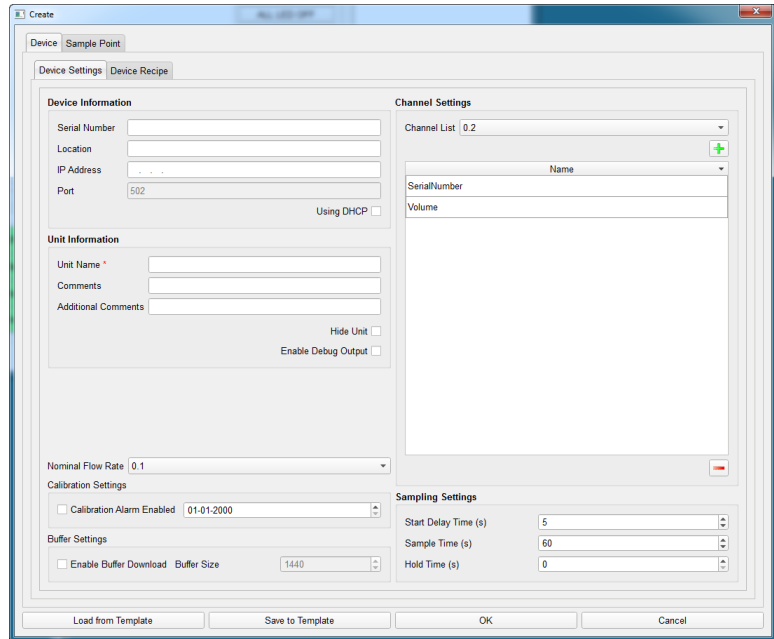 Create
ALL LED OFF
Device Sample Point
Device Settings Device Recipe
Device Information
Serial Number
Location
IP Address . . .
Port 502
Using DHCP
Unit Information
Unit Name *
Comments
Additional Comments
Hide Unit
Enable Debug Output
Nominal Flow Rate 0.1
Calibration Settings
Calibration Alarm Enabled 01-01-2000
Buffer Settings
Enable Buffer Download Buffer Size 1440
Channel Settings
Channel List 0.2
Name
SerialNumber
Volume
Sampling Settings
Start Delay Time (s) 5
Sample Time (s) 60
Hold Time (s) 0
Load from Template Save to Template OK Cancel